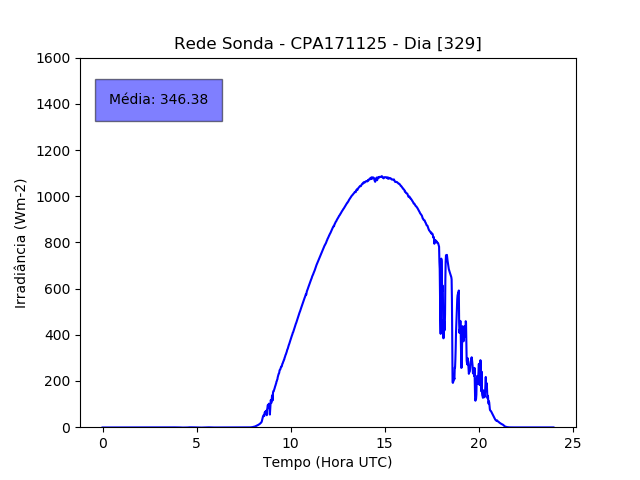 Rede Sonda - CPA171125 - Dia [329]
1600
1400
1200
1000
800
600
400
200
0
Média: 346.38
Irradiância (Wm-2)
0 5 10 15 20 25
Tempo (Hora UTC)